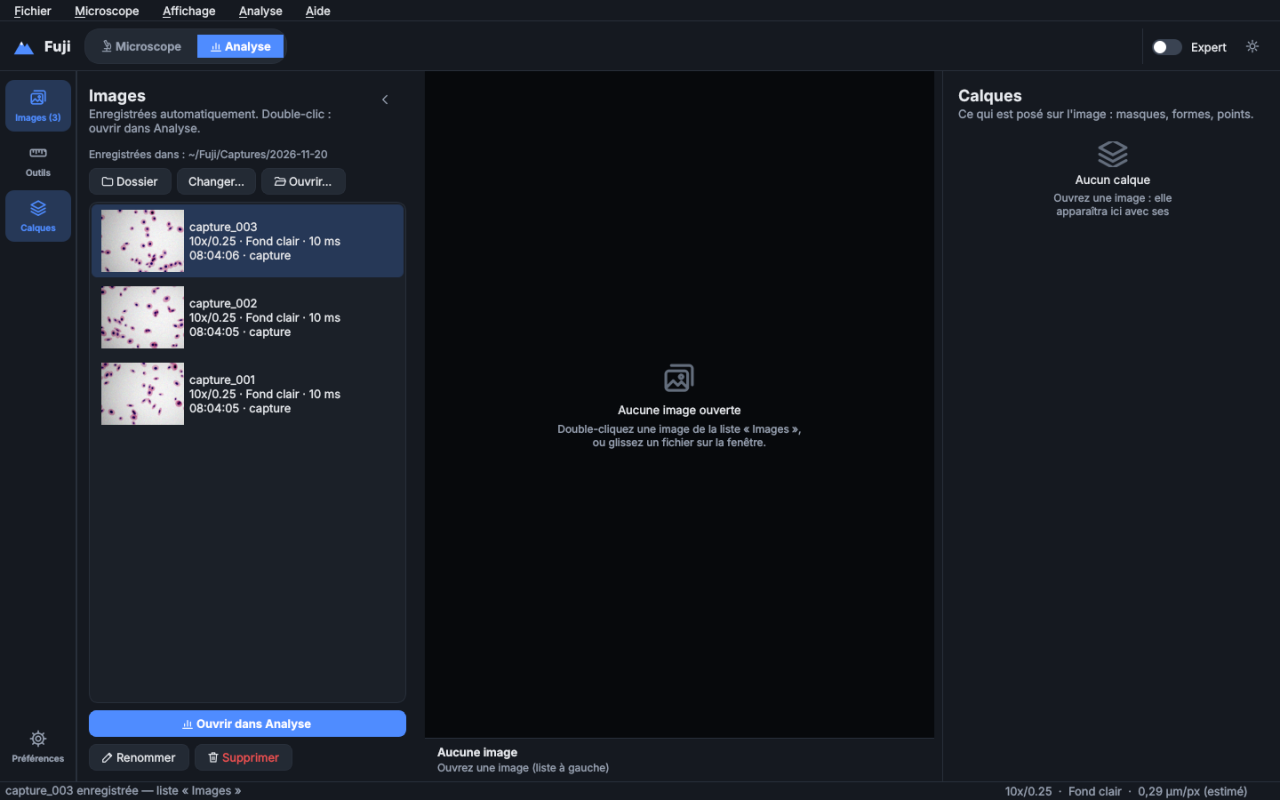 Fichier Microscope Affichage Analyse Aide
Fuji Microscope Analyse Expert
Images (3)
Outils
Calques
Préférences
Images
Enregistrées automatiquement. Double-clic :
ouvrir dans Analyse.
Enregistrées dans : ~/Fuji/Captures/2026-11-20
Dossier Changer... Ouvrir...
capture_003
10x/0.25 · Fond clair · 10 ms
08:04:06 · capture
capture_002
10x/0.25 · Fond clair · 10 ms
08:04:05 · capture
capture_001
10x/0.25 · Fond clair · 10 ms
08:04:05 · capture
Ouvrir dans Analyse
Renommer Supprimer
Aucune image ouverte
Double-cliquez une image de la liste « Images »,
ou glissez un fichier sur la fenêtre.
Aucune image
Ouvrez une image (liste à gauche)
Calques
Ce qui est posé sur l'image : masques, formes, points.
Aucun calque
Ouvrez une image : elle
apparaîtra ici avec ses
capture_003 enregistrée — liste « Images »
10x/0.25 · Fond clair · 0,29 µm/px (estimé)